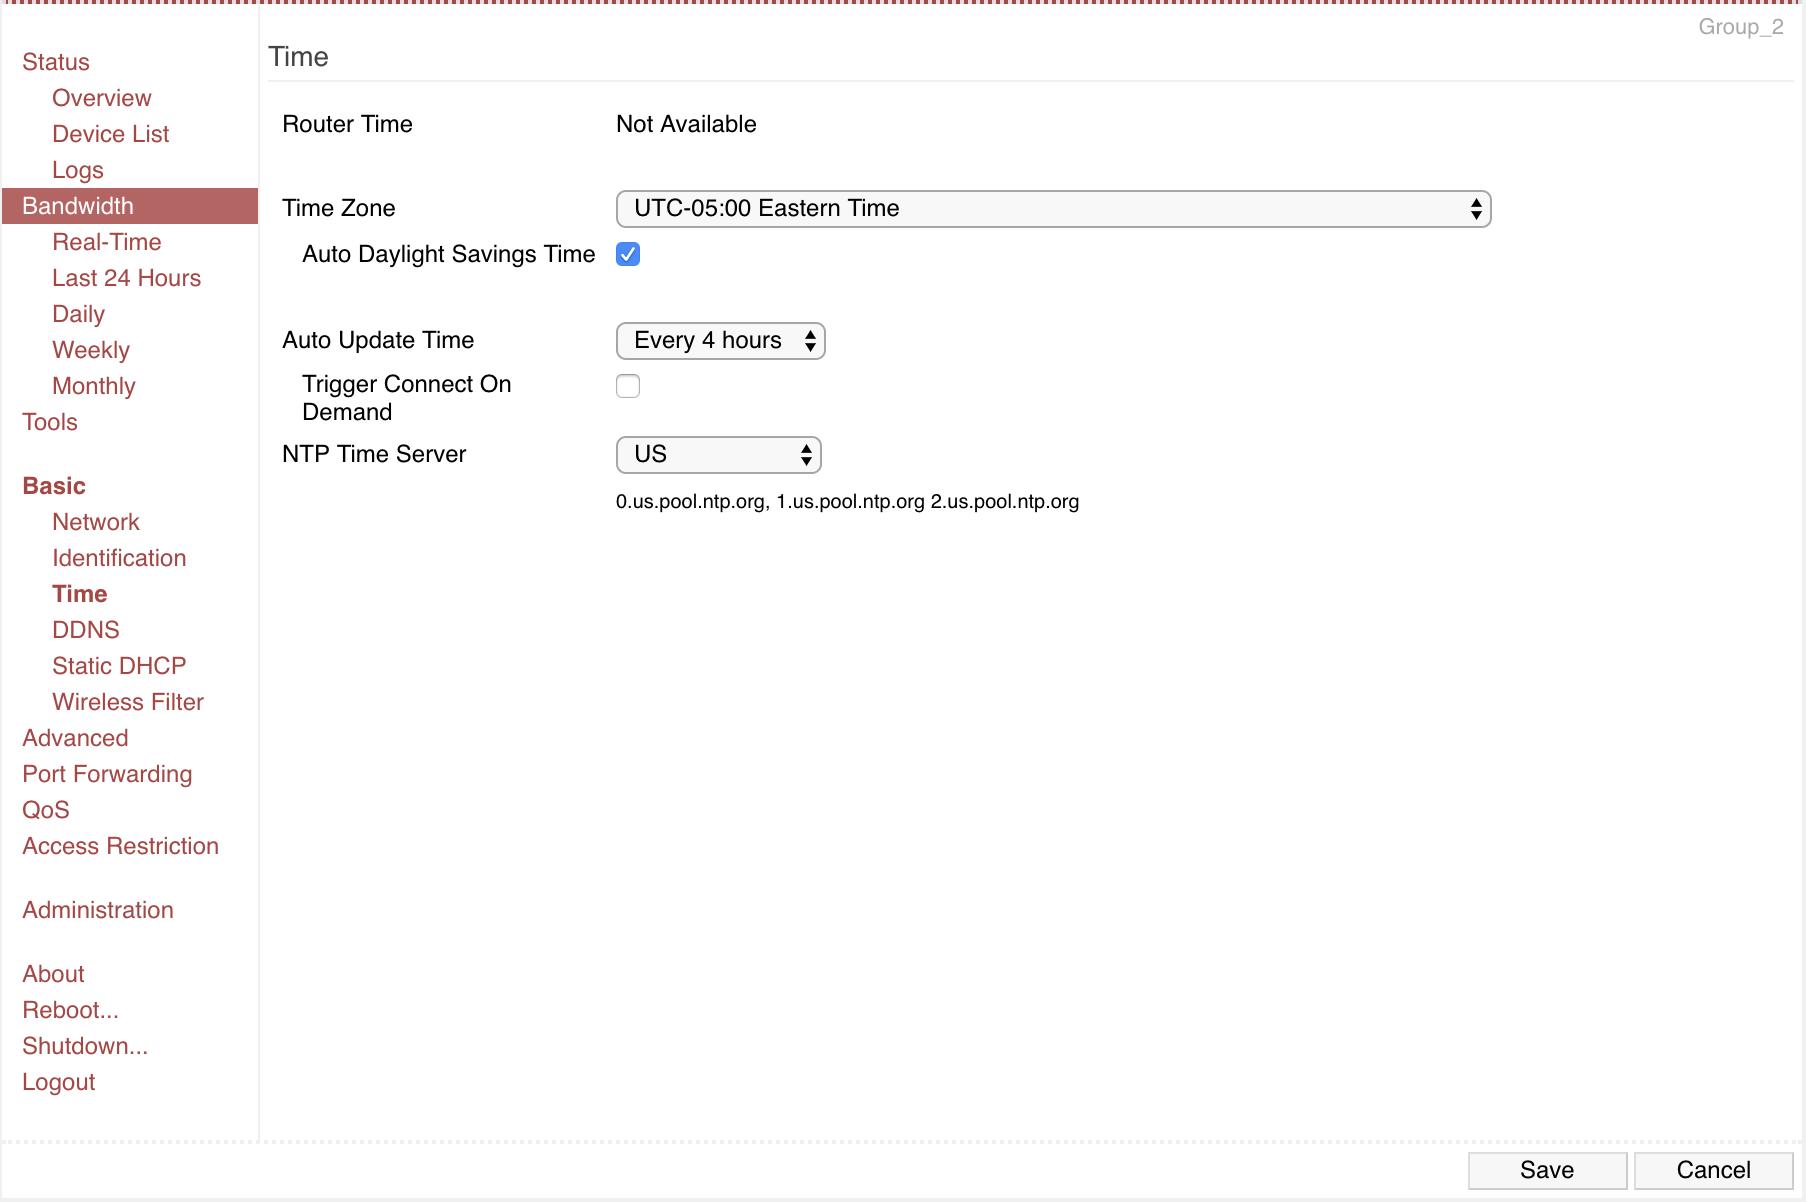 Group_2
Status
Overview
Device List
Logs
Bandwidth
Real-Time
Last 24 Hours
Daily
Weekly
Monthly
Tools
Basic
Network
Identification
Time
DDNS
Static DHCP
Wireless Filter
Advanced
Port Forwarding
QoS
Access Restriction
Administration
About
Reboot...
Shutdown...
Logout
Time
Router Time Not Available
Time Zone UTC-05:00 Eastern Time
Auto Daylight Savings Time
Auto Update Time Every 4 hours
Trigger Connect On
Demand
NTP Time Server US
0.us.pool.ntp.org, 1.us.pool.ntp.org 2.us.pool.ntp.org
Save Cancel